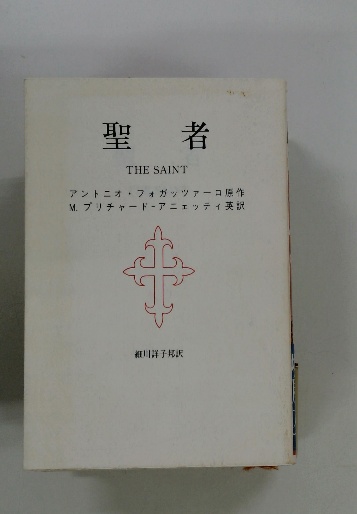 聖 者
THE SAINT
アントニオ・フォガッツァーロ原作
M. プリチャード-アニェッティ英訳
細川詳子邦訳